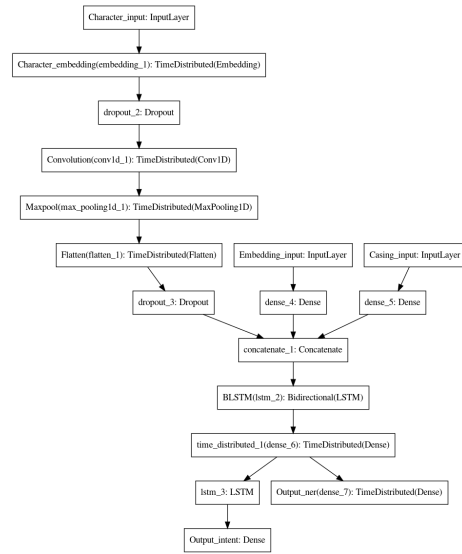 Character_input: InputLayer
Character_embedding(embedding_1): TimeDistributed(Embedding)
dropout_2: Dropout
Convolution(conv1d_1): TimeDistributed(Conv1D)
Maxpool(max_pooling1d_1): TimeDistributed(MaxPooling1D)
Flatten(flatten_1): TimeDistributed(Flatten)
Embedding_input: InputLayer
Casing_input: InputLayer
dropout_3: Dropout
dense_4: Dense
dense_5: Dense
concatenate_1: Concatenate
BLSTM(lstm_2): Bidirectional(LSTM)
time_distributed_1(dense_6): TimeDistributed(Dense)
lstm_3: LSTM
Output_ner(dense_7): TimeDistributed(Dense)
Output_intent: Dense